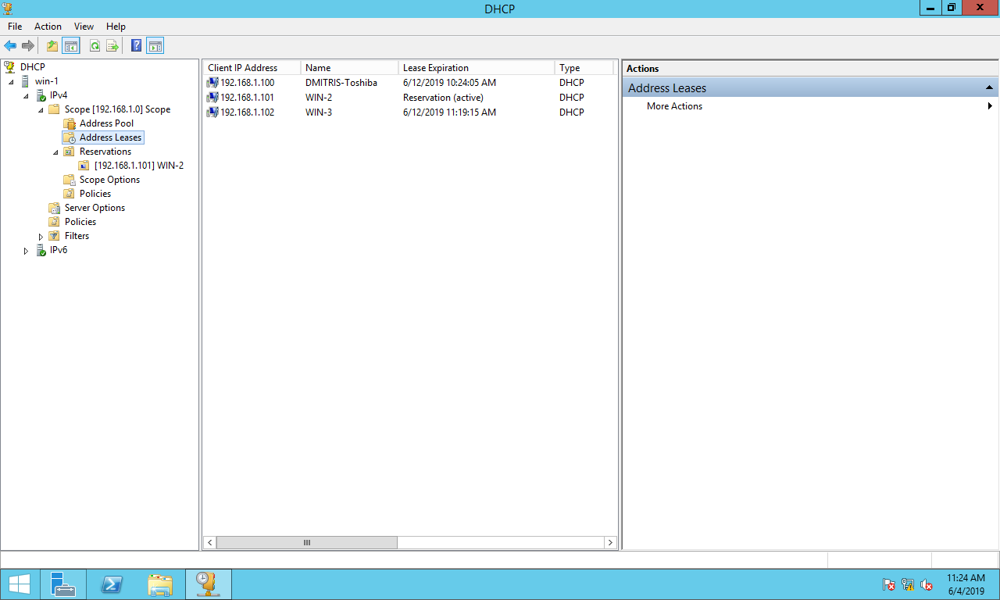 DHCP
File Action View Help
DHCP
win-1
IPv4
Scope [192.168.1.0] Scope
Address Pool
Address Leases
Reservations
[192.168.1.101] WIN-2
Scope Options
Policies
Server Options
Policies
Filters
IPv6
Client IP Address Name Lease Expiration Type
192.168.1.100 DMITRIS-Toshiba 6/12/2019 10:24:05 AM DHCP
192.168.1.101 WIN-2 Reservation (active) DHCP
192.168.1.102 WIN-3 6/12/2019 11:19:15 AM DHCP
Actions
Address Leases
More Actions
11:24 AM
6/4/2019